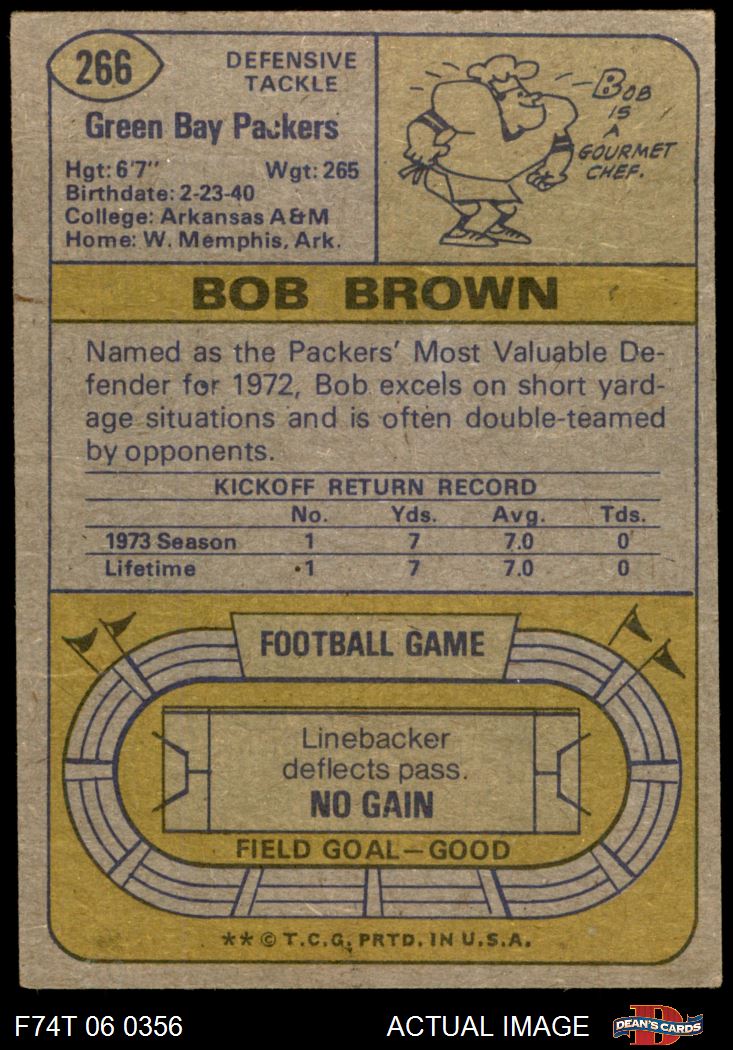 266
DEFENSIVE
TACKLE
Green Bay Packers
Hgt: 6'7" Wgt: 265
Birthdate: 2-23-40
College: Arkansas A&M
Home: W. Memphis, Ark.
BOB
IS
A
GOURMET
CHEF.
BOB BROWN
Named as the Packers' Most Valuable De-
fender for 1972, Bob excels on short yard-
age situations and is often double-teamed
by opponents.
KICKOFF RETURN RECORD
No. Yds. Avg. Tds.
1973 Season 1 7 7.0 0
Lifetime 1 7 7.0 0
FOOTBALL GAME
Linebacker
deflects pass.
NO GAIN
FIELD GOAL—GOOD
** © T.C.G. PRTD. IN U.S.A.
F74T 06 0356 ACTUAL IMAGE DEAN'S CARDS